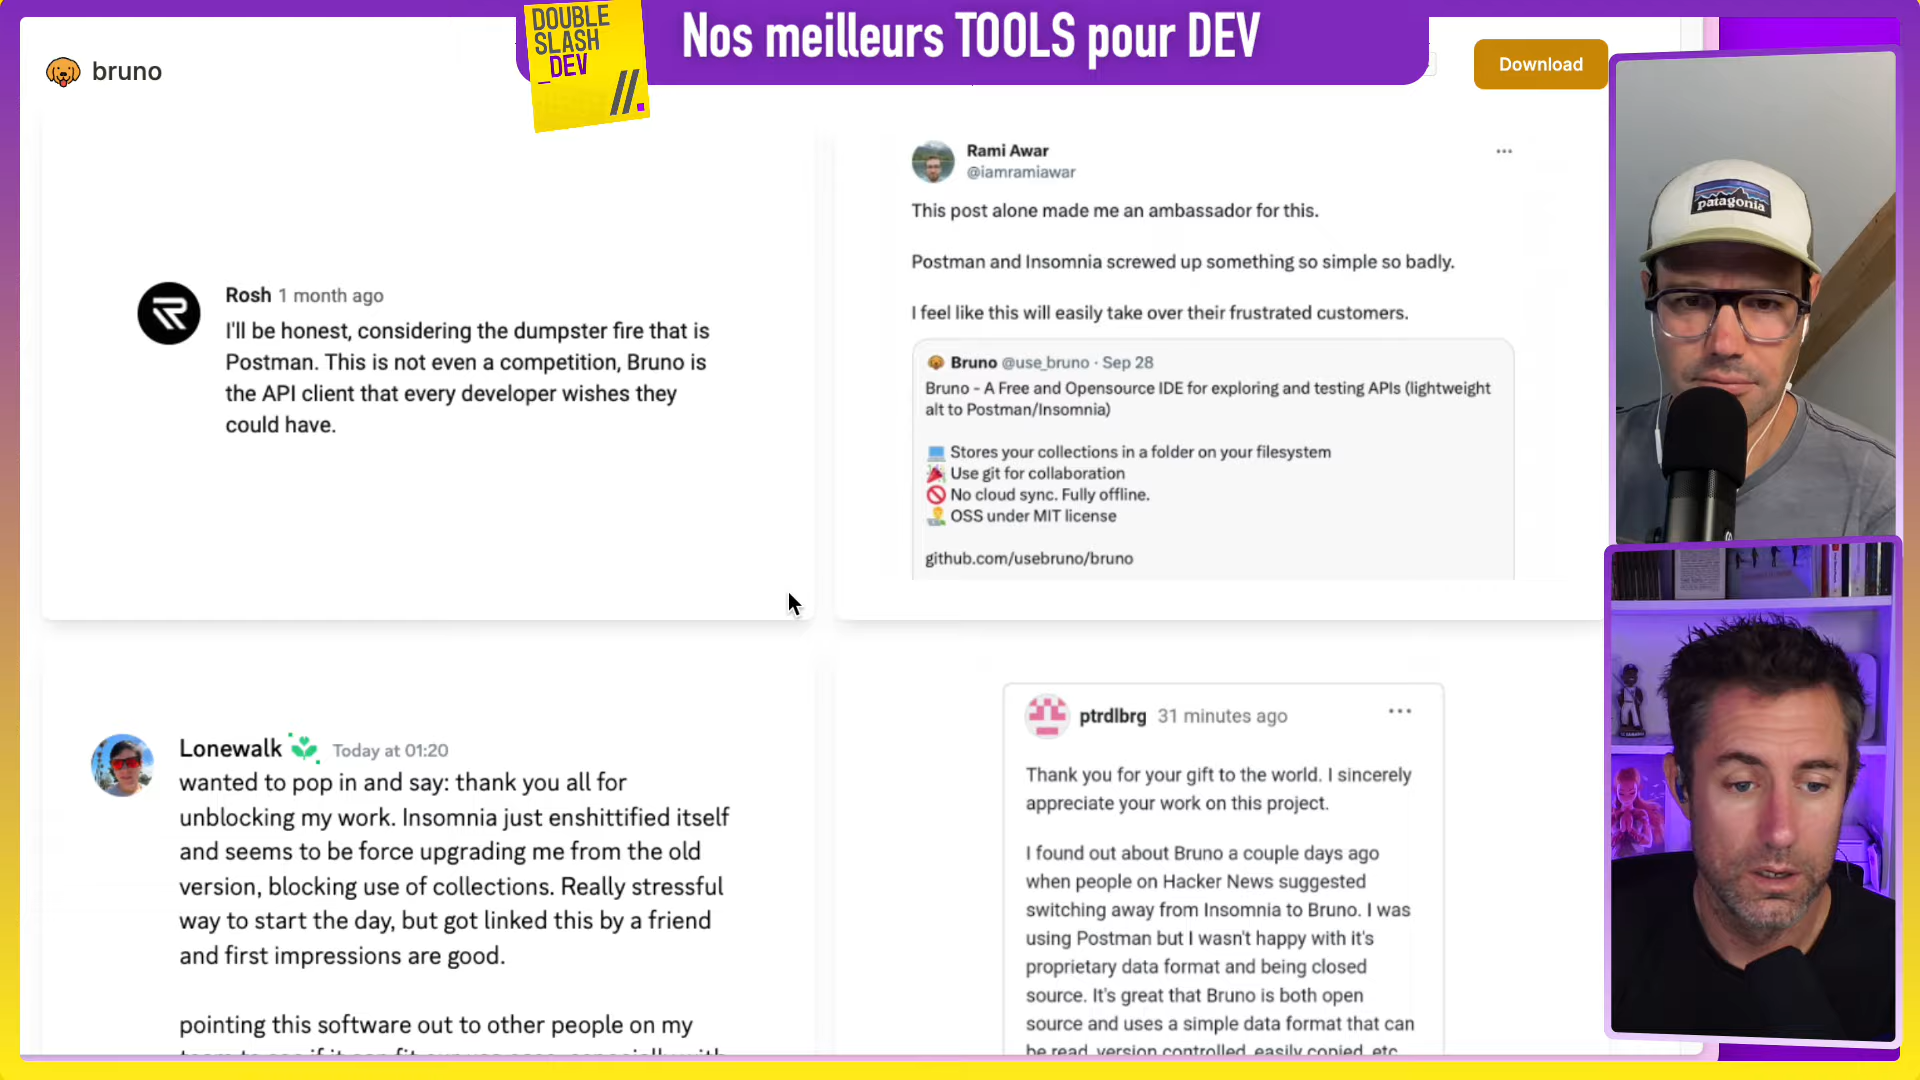 DOUBLE
SLASH
_DEV
//.
Nos meilleurs TOOLS pour DEV
bruno
Download
Rosh 1 month ago
I'll be honest, considering the dumpster fire that is
Postman. This is not even a competition, Bruno is
the API client that every developer wishes they
could have.
Rami Awar
@iamramiawar
This post alone made me an ambassador for this.
Postman and Insomnia screwed up something so simple so badly.
I feel like this will easily take over their frustrated customers.
Bruno @use_bruno · Sep 28
Bruno - A Free and Opensource IDE for exploring and testing APIs (lightweight
alt to Postman/Insomnia)
Stores your collections in a folder on your filesystem
Use git for collaboration
No cloud sync. Fully offline.
OSS under MIT license
github.com/usebruno/bruno
Lonewalk Today at 01:20
wanted to pop in and say: thank you all for
unblocking my work. Insomnia just enshittified itself
and seems to be force upgrading me from the old
version, blocking use of collections. Really stressful
way to start the day, but got linked this by a friend
and first impressions are good.
pointing this software out to other people on my
ptrdlbrg 31 minutes ago
Thank you for your gift to the world. I sincerely
appreciate your work on this project.
I found out about Bruno a couple days ago
when people on Hacker News suggested
switching away from Insomnia to Bruno. I was
using Postman but I wasn't happy with it's
proprietary data format and being closed
source. It's great that Bruno is both open
source and uses a simple data format that can
be read, version controlled, easily copied, etc
patagonia